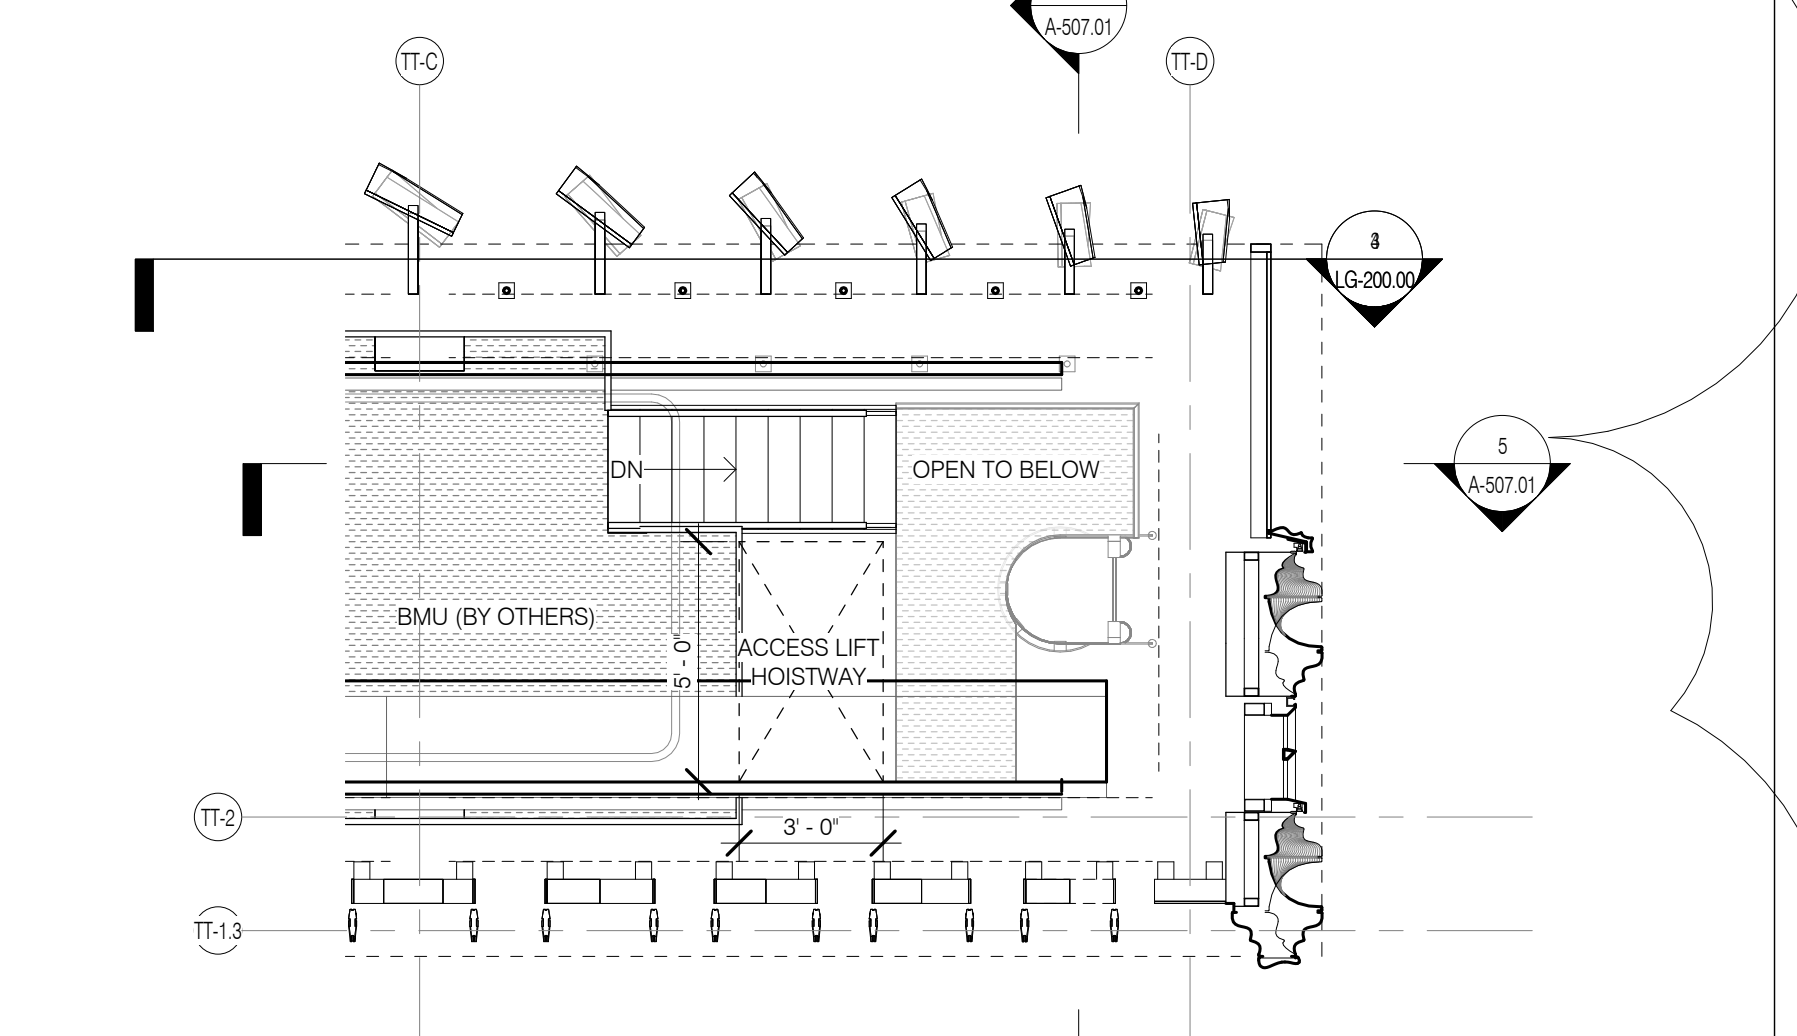 A-507.01
TT-C
TT-D
LG-200.00
DN
OPEN TO BELOW
5
A-507.01
BMU (BY OTHERS)
5' - 0"
ACCESS LIFT
HOISTWAY
TT-2
3' - 0"
TT-1.3